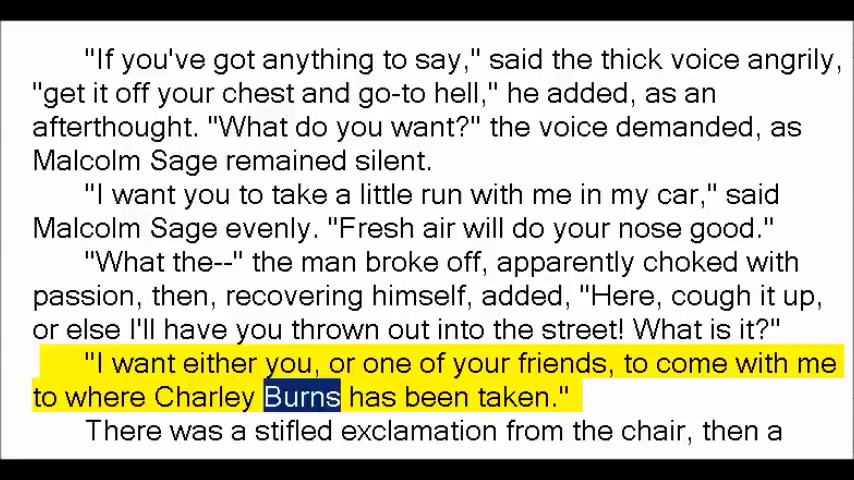 "If you've got anything to say," said the thick voice angrily,
"get it off your chest and go-to hell," he added, as an
afterthought. "What do you want?" the voice demanded, as
Malcolm Sage remained silent.
"I want you to take a little run with me in my car," said
Malcolm Sage evenly. "Fresh air will do your nose good."
"What the--" the man broke off, apparently choked with
passion, then, recovering himself, added, "Here, cough it up,
or else I'll have you thrown out into the street! What is it?"
"I want either you, or one of your friends, to come with me
to where Charley Burns has been taken."
There was a stifled exclamation from the chair, then a